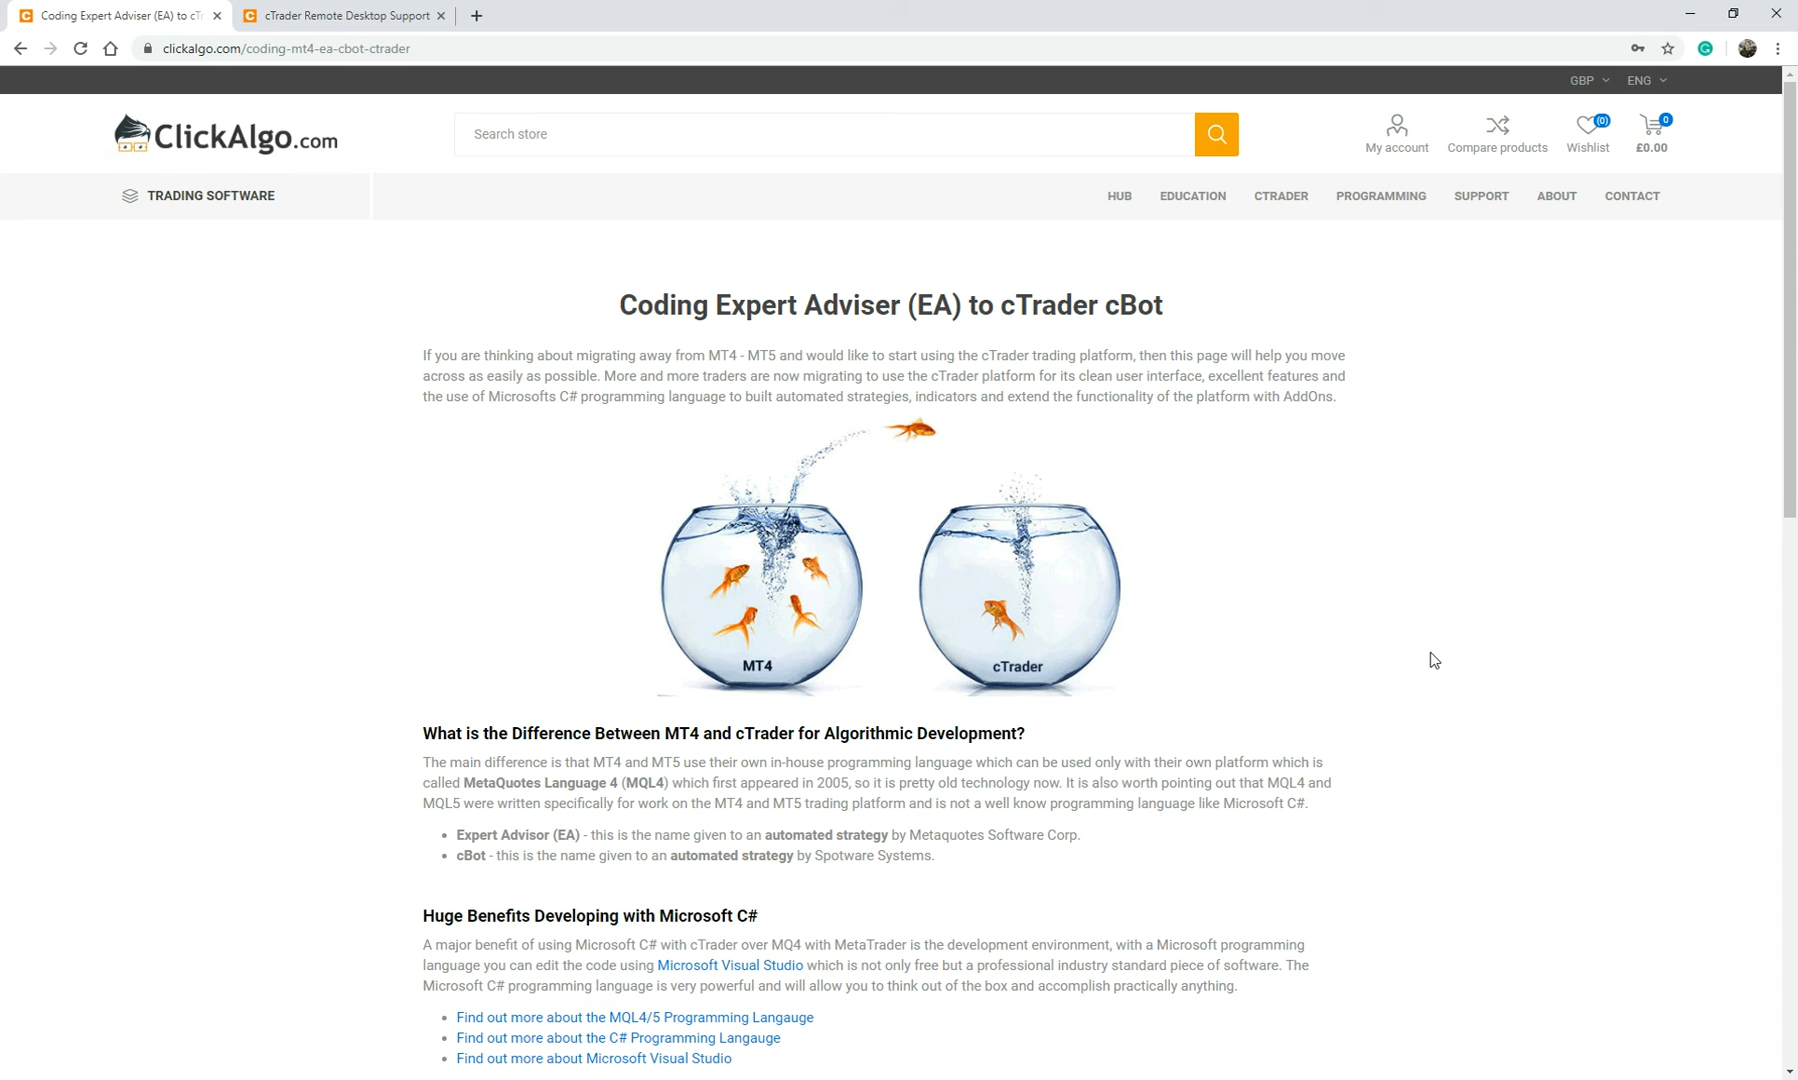 Coding Expert Adviser (EA) to cTr
cTrader Remote Desktop Support
clickalgo.com/coding-mt4-ea-cbot-ctrader
GBP
ENG
ClickAlgo.com
Search store
My account
Compare products
(0)
Wishlist
0
£0.00
TRADING SOFTWARE
HUB
EDUCATION
CTRADER
PROGRAMMING
SUPPORT
ABOUT
CONTACT
Coding Expert Adviser (EA) to cTrader cBot
If you are thinking about migrating away from MT4 - MT5 and would like to start using the cTrader trading platform, then this page will help you move
across as easily as possible. More and more traders are now migrating to use the cTrader platform for its clean user interface, excellent features and
the use of Microsofts C# programming language to built automated strategies, indicators and extend the functionality of the platform with AddOns.
MT4
cTrader
What is the Difference Between MT4 and cTrader for Algorithmic Development?
The main difference is that MT4 and MT5 use their own in-house programming language which can be used only with their own platform which is
called MetaQuotes Language 4 (MQL4) which first appeared in 2005, so it is pretty old technology now. It is also worth pointing out that MQL4 and
MQL5 were written specifically for work on the MT4 and MT5 trading platform and is not a well know programming language like Microsoft C#.
• Expert Advisor (EA) - this is the name given to an automated strategy by Metaquotes Software Corp.
• cBot - this is the name given to an automated strategy by Spotware Systems.
Huge Benefits Developing with Microsoft C#
A major benefit of using Microsoft C# with cTrader over MQ4 with MetaTrader is the development environment, with a Microsoft programming
language you can edit the code using Microsoft Visual Studio which is not only free but a professional industry standard piece of software. The
Microsoft C# programming language is very powerful and will allow you to think out of the box and accomplish practically anything.
• Find out more about the MQL4/5 Programming Langauge
• Find out more about the C# Programming Langauge
• Find out more about Microsoft Visual Studio